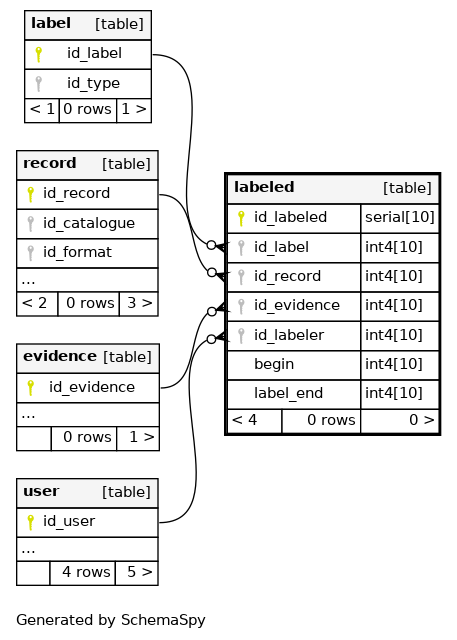 label [table]
id_label
id_type
< 1 0 rows 1 >
record [table]
id_record
id_catalogue
id_format
...
< 2 0 rows 3 >
evidence [table]
id_evidence
...
0 rows 1 >
user [table]
id_user
...
4 rows 5 >
labeled [table]
id_labeled serial[10]
id_label int4[10]
id_record int4[10]
id_evidence int4[10]
id_labeler int4[10]
begin int4[10]
label_end int4[10]
< 4 0 rows 0 >
Generated by SchemaSpy